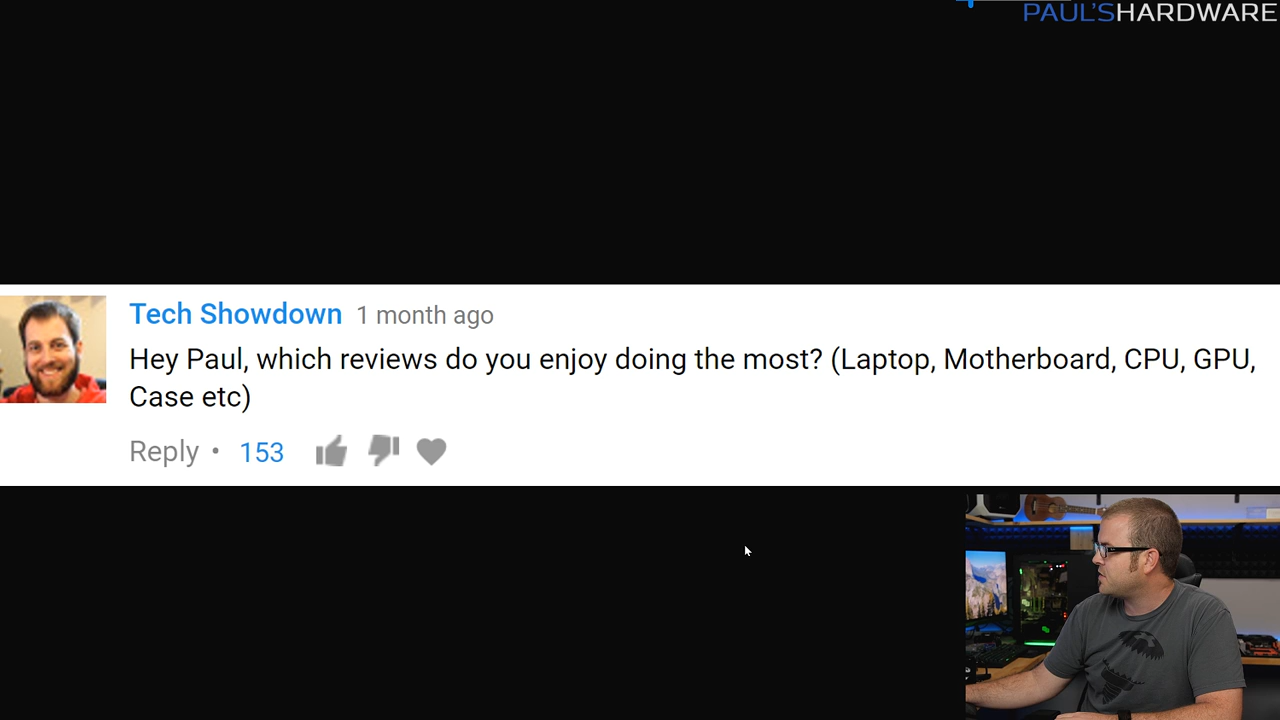 PAUL'SHARDWARE
Tech Showdown 1 month ago
Hey Paul, which reviews do you enjoy doing the most? (Laptop, Motherboard, CPU, GPU,
Case etc)
Reply • 153